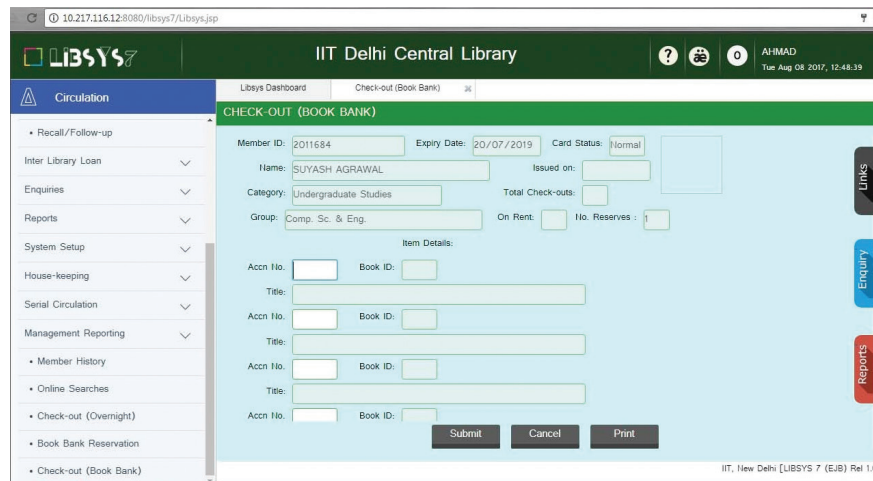 10.217.116.12:8080/libsys7/Libsys.jsp
LIBSYS7
IIT Delhi Central Library
? 0 AHMAD
Tue Aug 08 2017, 12:48:39
Circulation
Libsys Dashboard Check-out (Book Bank)
CHECK-OUT (BOOK BANK)
• Recall/Follow-up
Inter Library Loan
Enquiries
Reports
System Setup
House-keeping
Serial Circulation
Management Reporting
• Member History
• Online Searches
• Check-out (Overnight)
• Book Bank Reservation
• Check-out (Book Bank)
Member ID: 2011684 Expiry Date: 20/07/2019 Card Status: Normal
Name: SUYASH AGRAWAL Issued on:
Category: Undergraduate Studies Total Check-outs:
Group: Comp. Sc. & Eng. On Rent: No. Reserves : 1
Item Details:
Accn No. Book ID:
Title:
Accn No. Book ID:
Title:
Accn No. Book ID:
Title:
Accn No. Book ID:
Submit Cancel Print
Links
Enquiry
Reports
IIT, New Delhi [LIBSYS 7 (EJB) Rel 1.